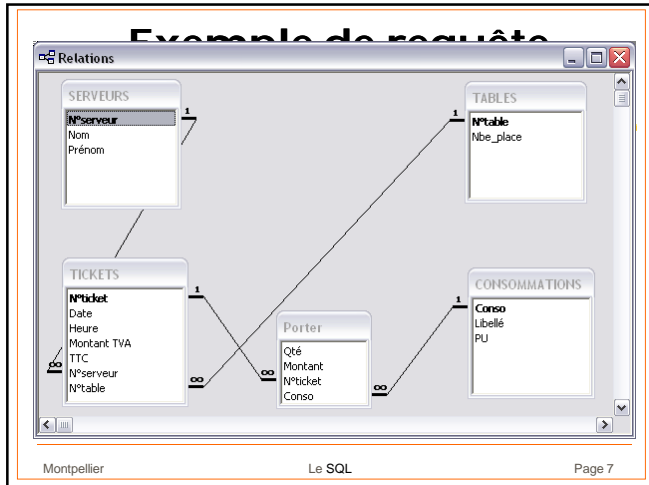 Exemple de requête
Relations
SERVEURS
N°serveur
Nom
Prénom
1
TABLES
N°table
Nbe_place
1
TICKETS
N°ticket
Date
Heure
Montant TVA
TTC
N°serveur
N°table
1
∞
∞
Porter
Qté
Montant
N°ticket
Conso
∞
∞
CONSOMMATIONS
Conso
Libellé
PU
1
Montpellier
Le SQL
Page 7